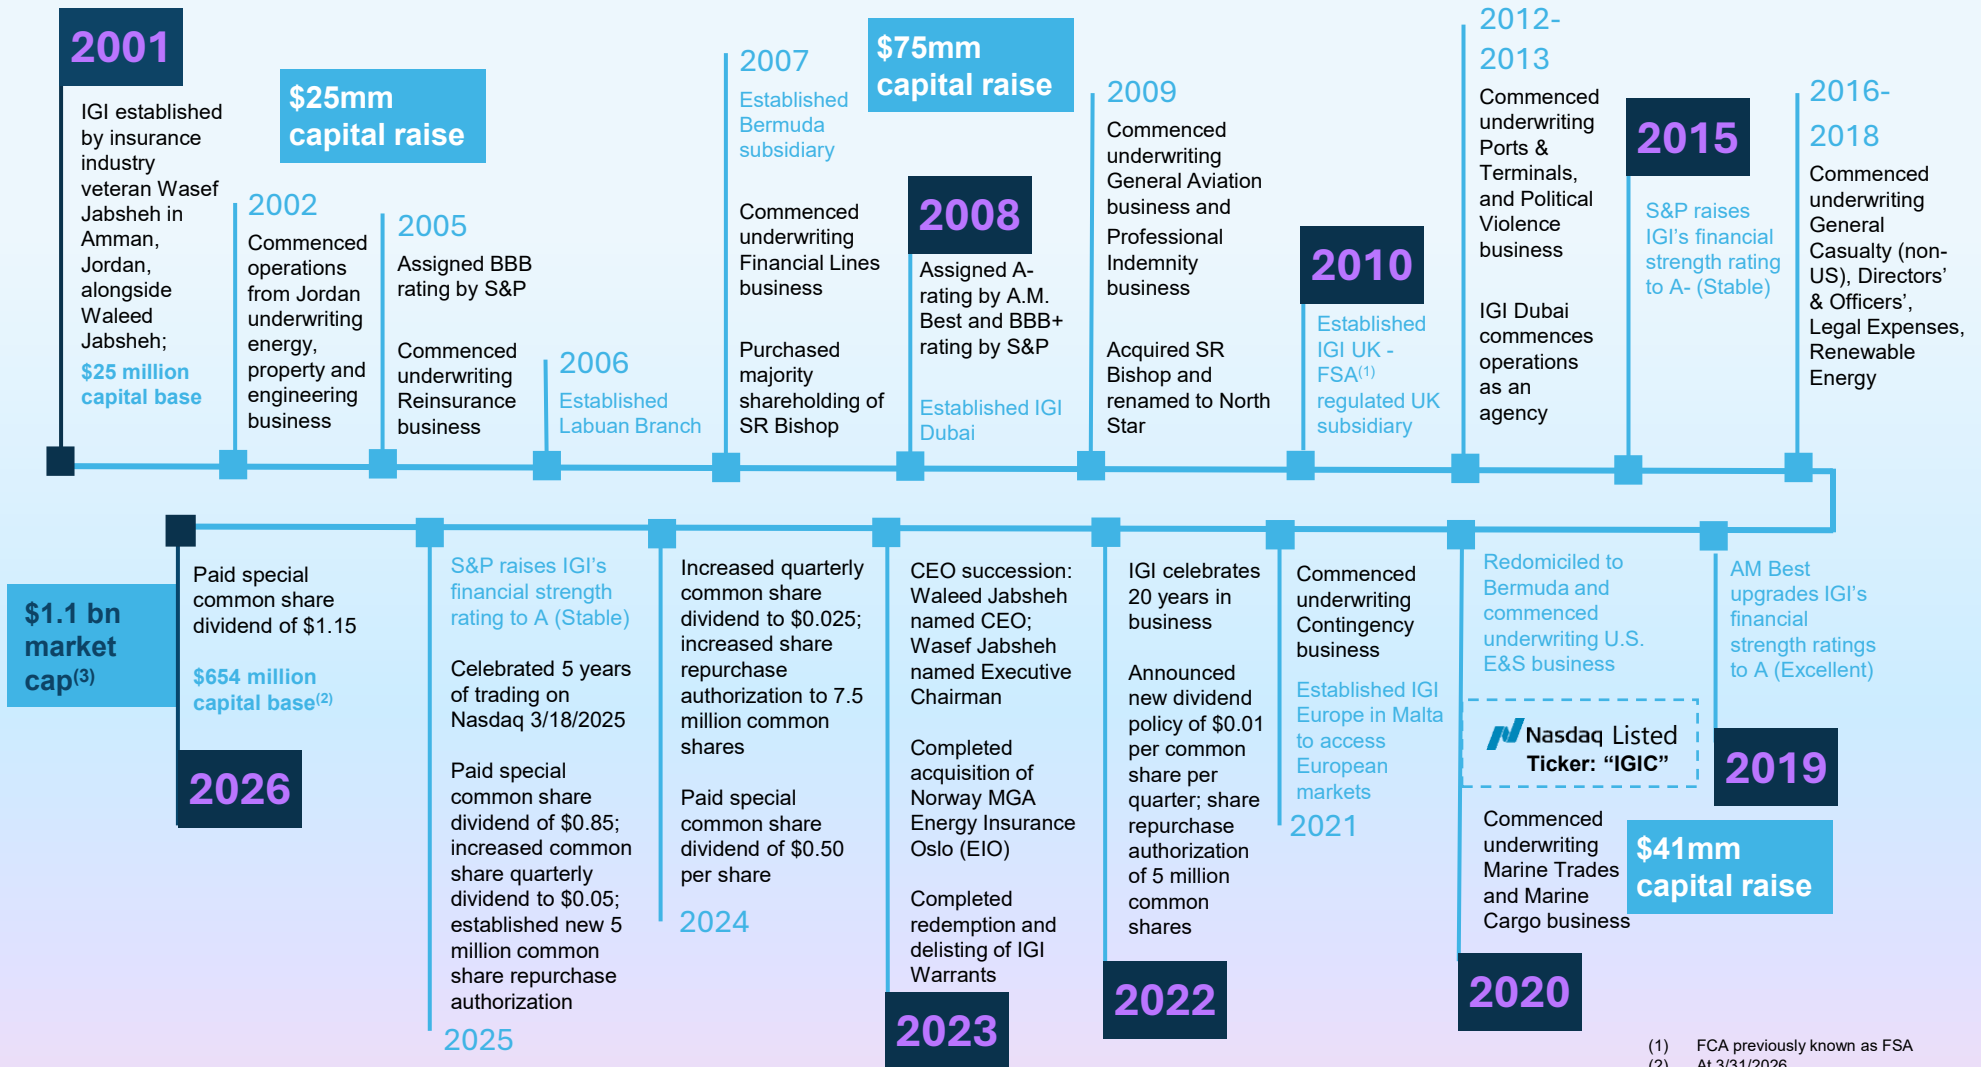 2001
IGI established
by insurance
industry
veteran Wasef
Jabsheh in
Amman,
Jordan,
alongside
Waleed
Jabsheh;
$25 million
capital base
$25mm
capital raise
2002
Commenced
operations
from Jordan
underwriting
energy,
property and
engineering
business
2005
Assigned BBB
rating by S&P
Commenced
underwriting
Reinsurance
business
2006
Established
Labuan Branch
2007
Established
Bermuda
subsidiary
Commenced
underwriting
Financial Lines
business
Purchased
majority
shareholding of
SR Bishop
$75mm
capital raise
2008
Assigned A-
rating by A.M.
Best and BBB+
rating by S&P
Established IGI
Dubai
2009
Commenced
underwriting
General Aviation
business and
Professional
Indemnity
business
Acquired SR
Bishop and
renamed to North
Star
2010
Established
IGI UK -
FSA(1)
regulated UK
subsidiary
2012-
2013
Commenced
underwriting
Ports &
Terminals,
and Political
Violence
business
IGI Dubai
commences
operations
as an
agency
2015
S&P raises
IGI's financial
strength rating
to A- (Stable)
2016-
2018
Commenced
underwriting
General
Casualty (non-
US), Directors'
& Officers',
Legal Expenses,
Renewable
Energy
$1.1 bn
market
cap(3)
Paid special
common share
dividend of $1.15
$654 million
capital base(2)
2026
S&P raises IGI's
financial strength
rating to A (Stable)
Celebrated 5 years
of trading on
Nasdaq 3/18/2025
Paid special
common share
dividend of $0.85;
increased common
share quarterly
dividend to $0.05;
established new 5
million common
share repurchase
authorization
2025
Increased quarterly
common share
dividend to $0.025;
increased share
repurchase
authorization to 7.5
million common
shares
Paid special
common share
dividend of $0.50
per share
2024
CEO succession:
Waleed Jabsheh
named CEO;
Wasef Jabsheh
named Executive
Chairman
Completed
acquisition of
Norway MGA
Energy Insurance
Oslo (EIO)
Completed
redemption and
delisting of IGI
Warrants
2023
IGI celebrates
20 years in
business
Announced
new dividend
policy of $0.01
per common
share per
quarter; share
repurchase
authorization
of 5 million
common
shares
2022
Commenced
underwriting
Contingency
business
Established IGI
Europe in Malta
to access
European
markets
2021
Redomiciled to
Bermuda and
commenced
underwriting U.S.
E&S business
Nasdaq Listed
Ticker: “IGIC”
Commenced
underwriting
Marine Trades
and Marine
Cargo business
2020
AM Best
upgrades IGI's
financial
strength ratings
to A (Excellent)
2019
$41mm
capital raise
(1) FCA previously known as FSA
(2) At 3/31/2026